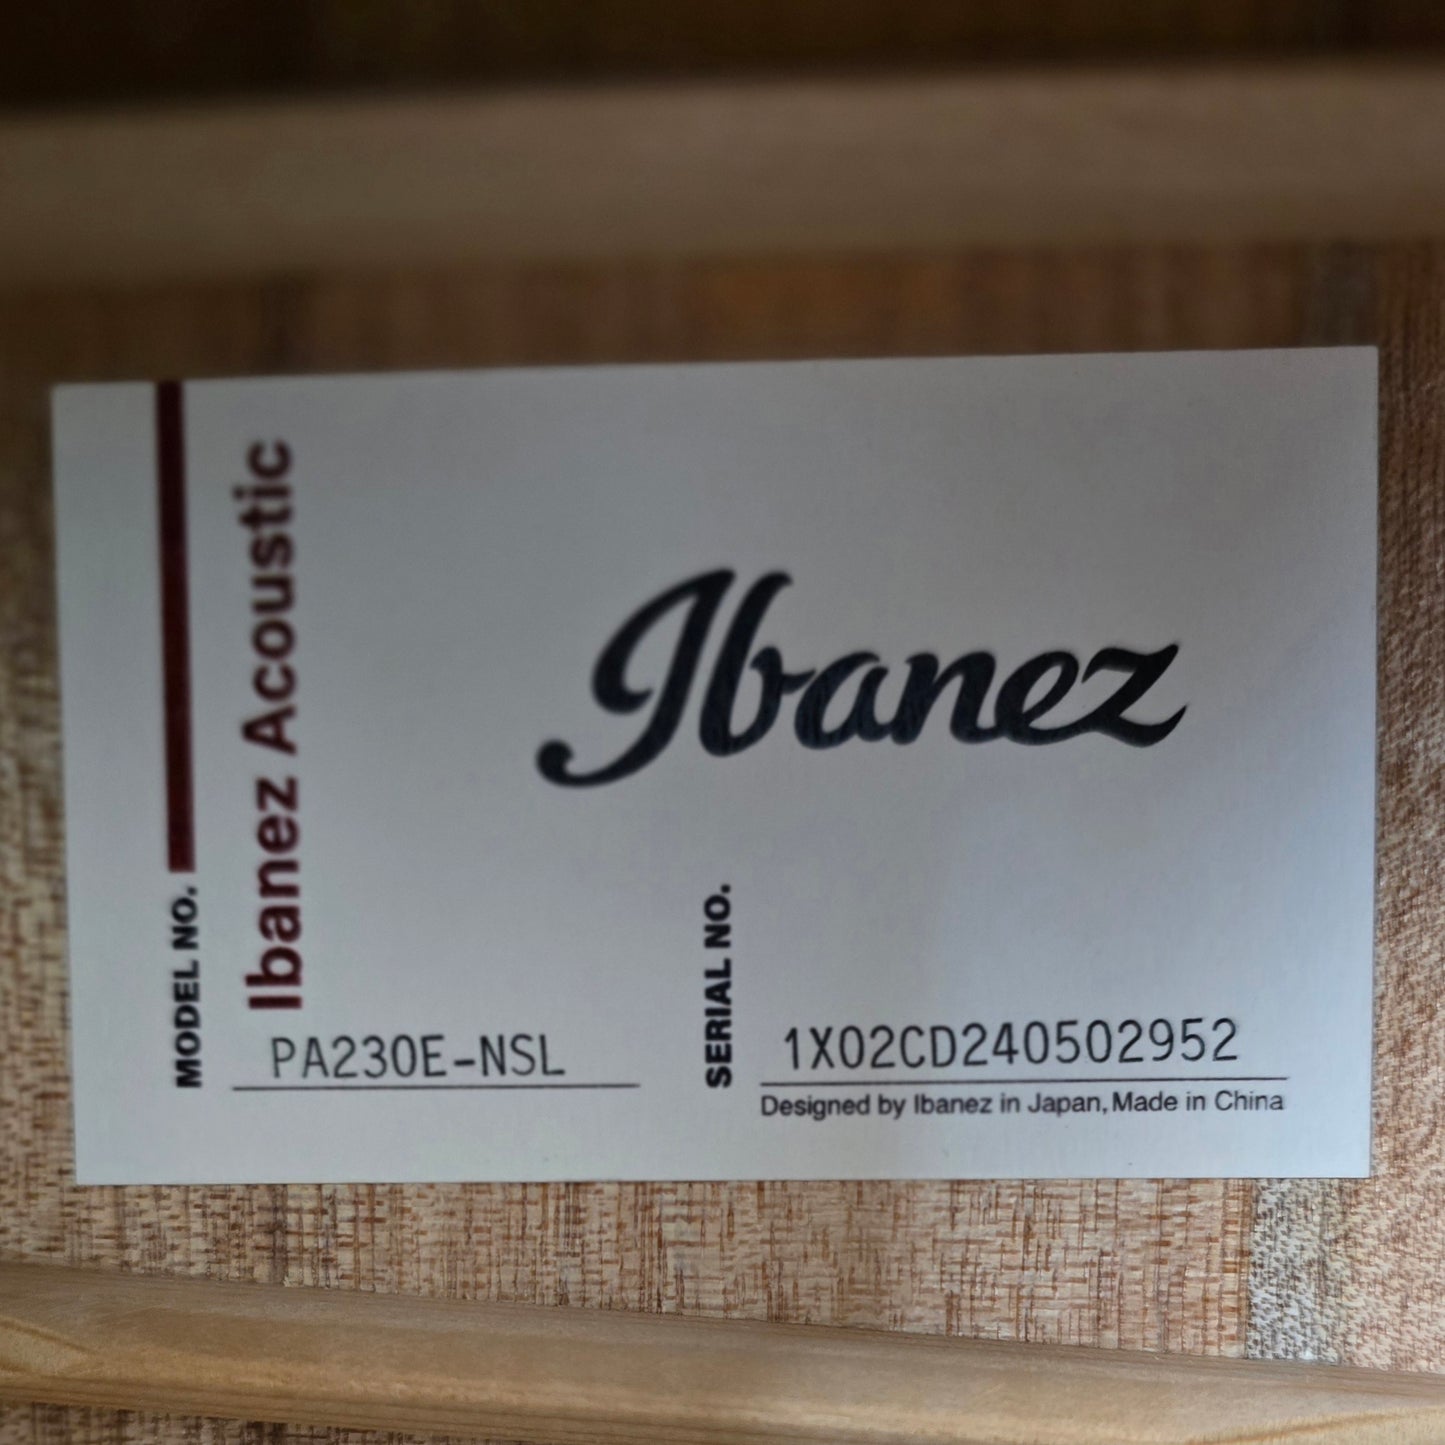 Ibanez Acoustic
Ibanez
MODEL NO.
PA230E-NSL
SERIAL NO.
1X02CD240502952
Designed by Ibanez in Japan, Made in China